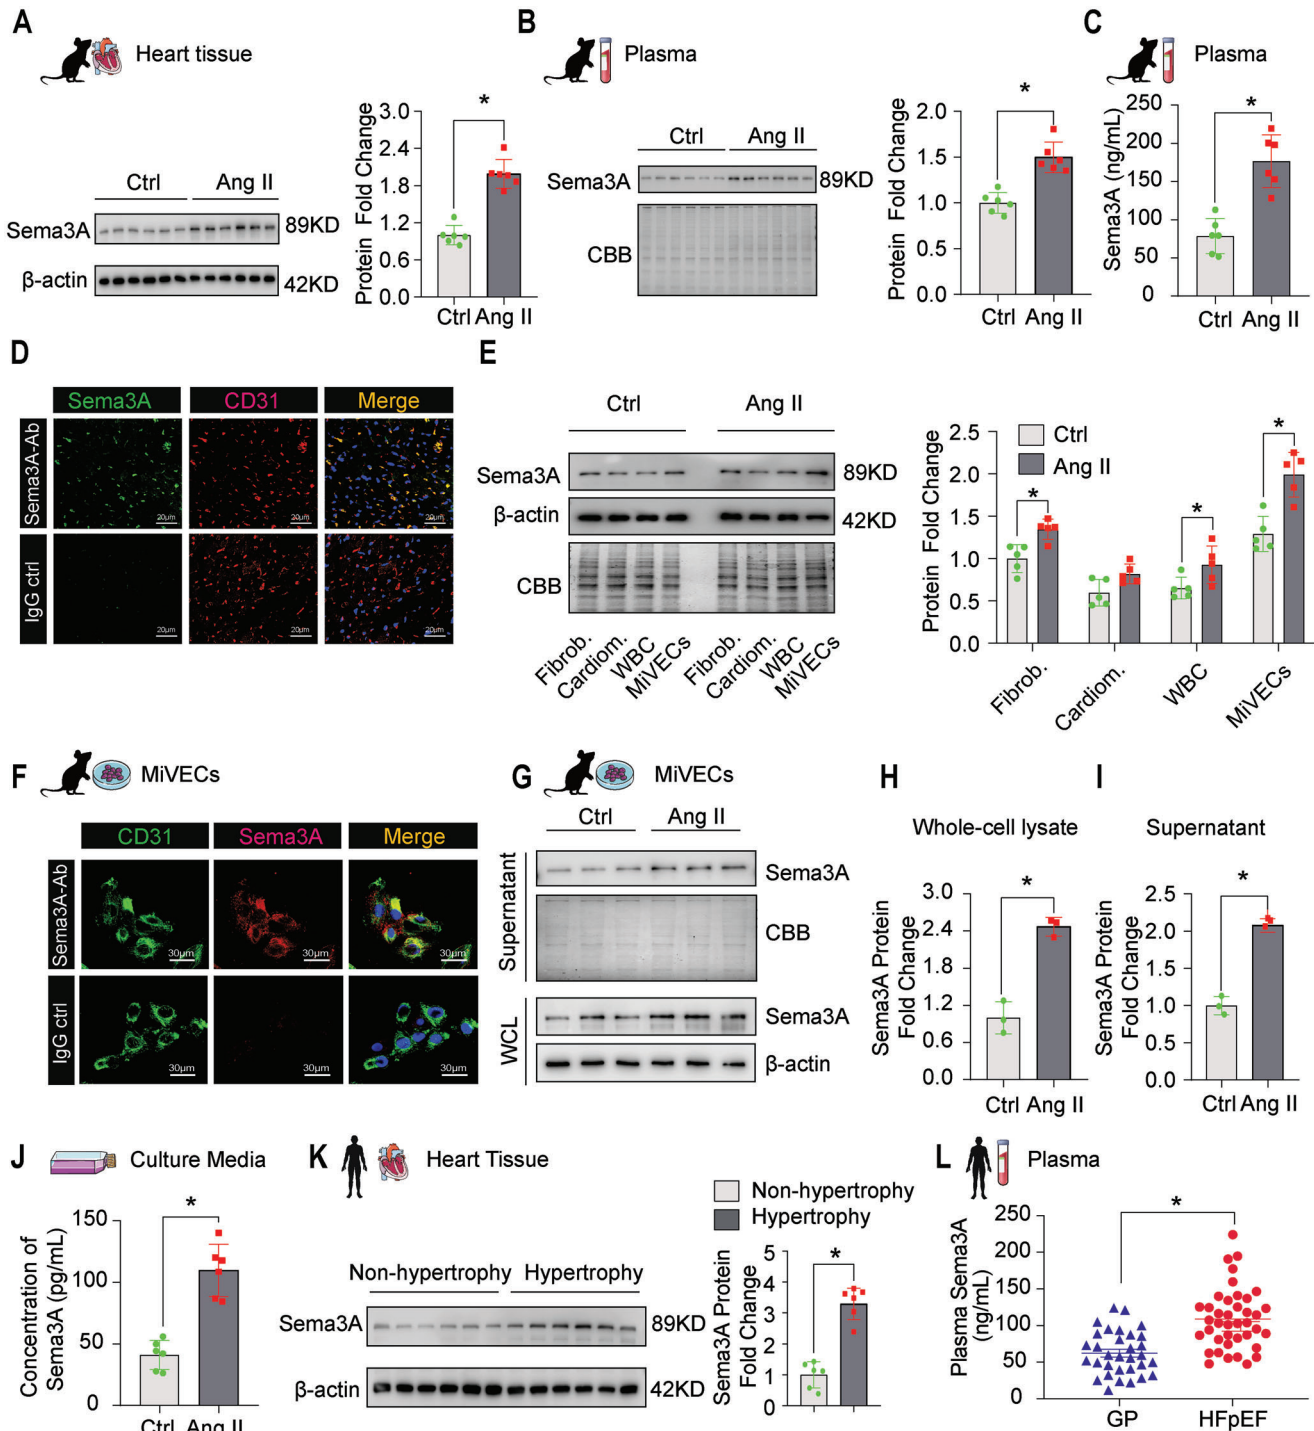 A
Heart tissue
Ctrl Ang II
Sema3A 89KD
β-actin 42KD
Protein Fold Change
3.0
2.4
1.8
1.2
0.6
0.0
Ctrl Ang II
B
Plasma
Ctrl Ang II
Sema3A 89KD
CBB
Protein Fold Change
*
2.0
1.5
1.0
0.5
0.0
Ctrl Ang II
C
Plasma
Sema3A (ng/mL)
*
250
200
150
100
50
0
Ctrl Ang II
D
Sema3A CD31 Merge
Sema3A-Ab
20μm 20μm 20μm
IgG ctrl
20μm 20μm 20μm
E
Ctrl Ang II
Sema3A 89KD
β-actin 42KD
CBB
Fibrob. Cardiom. WBC MiVECs Fibrob. Cardiom. WBC MiVECs
Protein Fold Change
Ctrl
Ang II
* * *
2.5
2.0
1.5
1.0
0.5
0.0
Fibrob. Cardiom. WBC MiVECs
F
MiVECs
CD31 Sema3A Merge
Sema3A-Ab
30μm 30μm 30μm
IgG ctrl
30μm 30μm 30μm
G
MiVECs
Ctrl Ang II
Supernatant
Sema3A
CBB
WCL
Sema3A
β-actin
H
Whole-cell lysate
Sema3A Protein
Fold Change
*
3.0
2.4
1.8
1.2
0.6
0.0
Ctrl Ang II
I
Supernatant
Sema3A Protein
Fold Change
*
2.5
2.0
1.5
1.0
0.5
0.0
Ctrl Ang II
J
Culture Media
Concentration of
Sema3A (pg/mL)
*
150
100
50
0
Ctrl Ang II
K
Heart Tissue
Non-hypertrophy Hypertrophy
Sema3A 89KD
β-actin 42KD
Non-hypertrophy
Hypertrophy
Sema3A Protein
Fold Change
*
5
4
3
2
1
0
L
Plasma
Plasma Sema3A
(ng/mL)
*
250
200
150
100
50
0
GP HFpEF